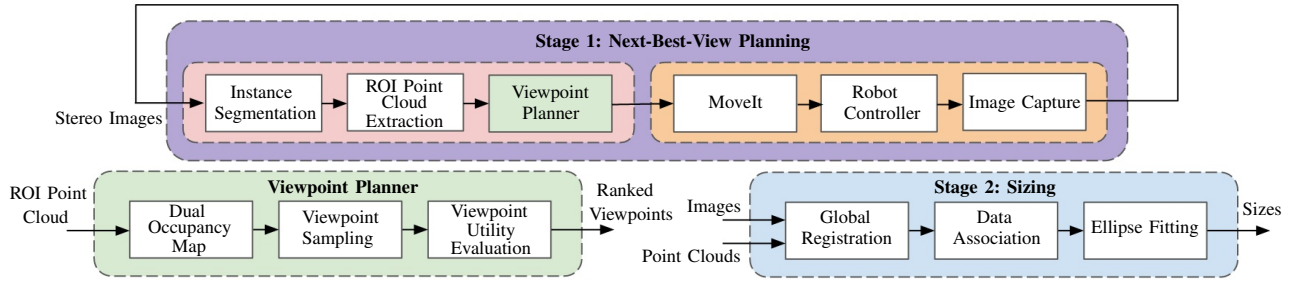 Stage 1: Next-Best-View Planning
Stereo Images
Instance
Segmentation
ROI Point
Cloud
Extraction
Viewpoint
Planner
MoveIt
Robot
Controller
Image Capture
Viewpoint Planner
ROI Point
Cloud
Dual
Occupancy
Map
Viewpoint
Sampling
Viewpoint
Utility
Evaluation
Ranked
Viewpoints
Stage 2: Sizing
Images
Point Clouds
Global
Registration
Data
Association
Ellipse Fitting
Sizes